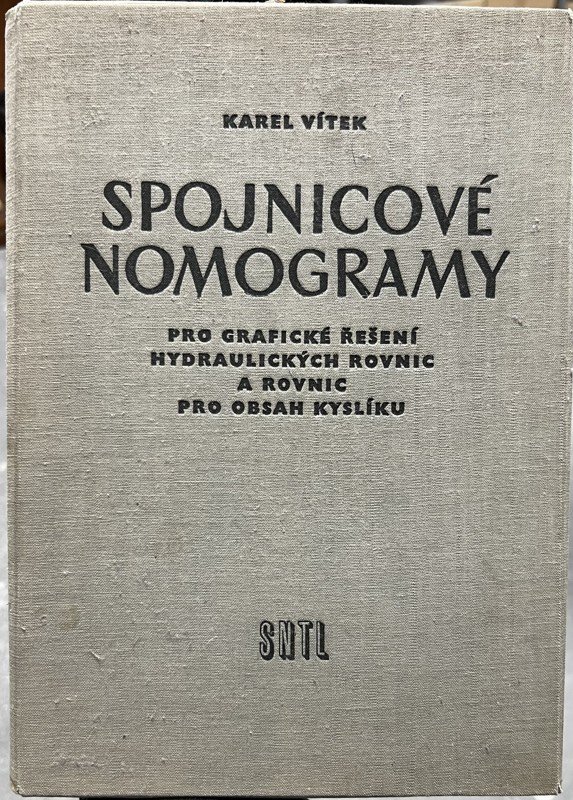 KAREL VÍTEK
SPOJNICOVÉ
NOMOGRAMY
PRO GRAFICKÉ ŘEŠENÍ
HYDRAULICKÝCH ROVNIC
A ROVNIC
PRO OBSAH KYSLÍKU
SNTL